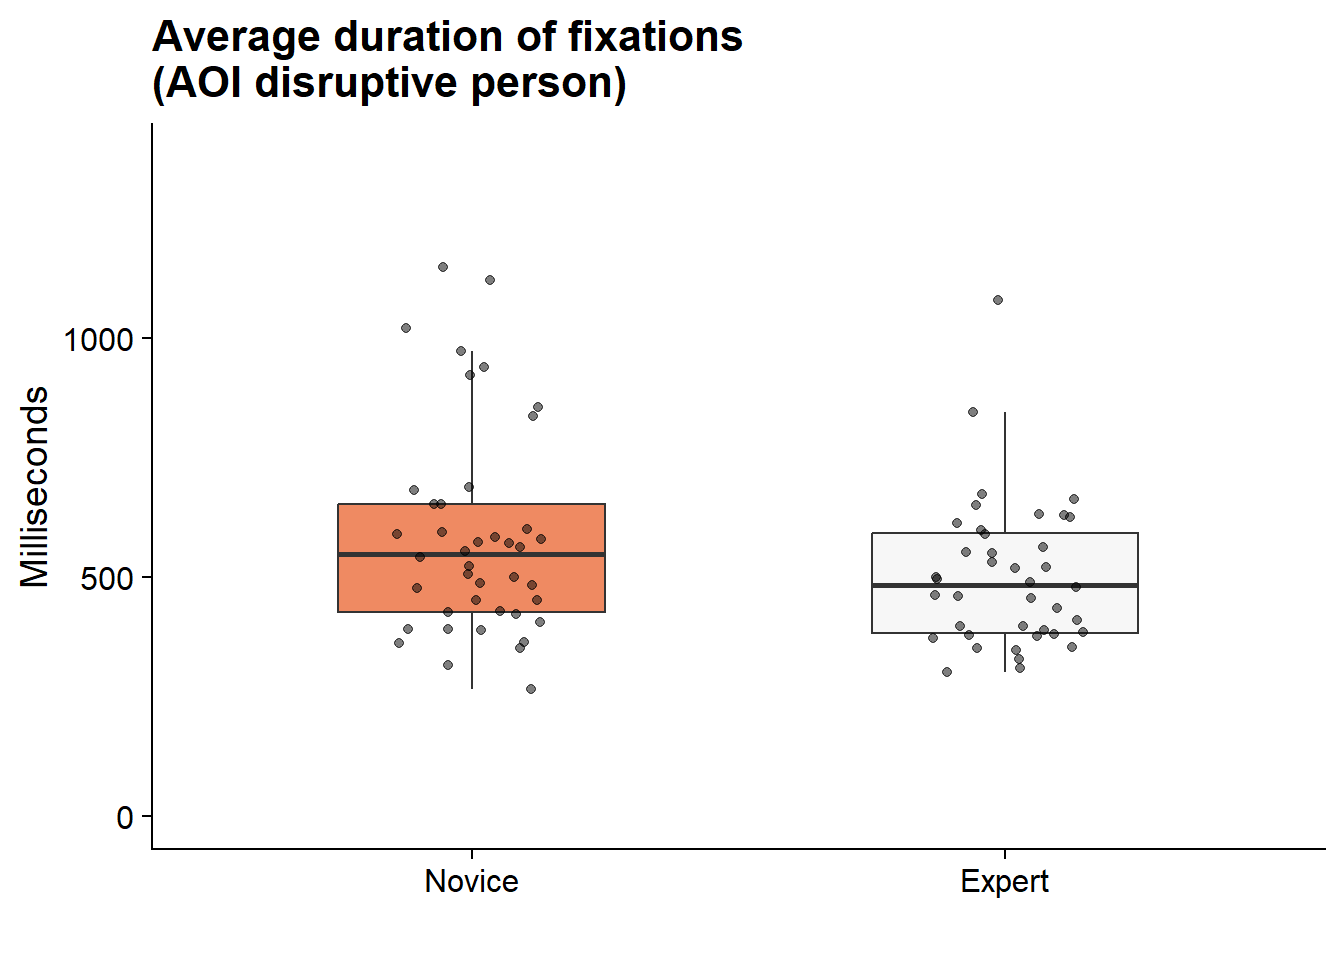 Average duration of fixations
(AOI disruptive person)
Milliseconds
1000
500
0
Novice
Expert